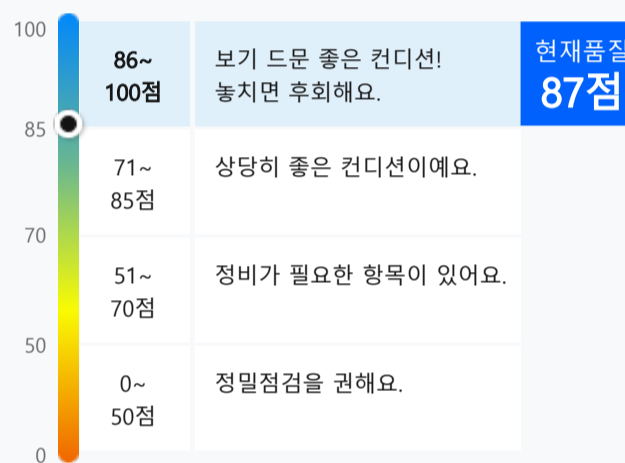 100
86~
100점
보기 드문 좋은 컨디션!
놓치면 후회해요.
현재품질
87점
85
71~
85점
상당히 좋은 컨디션이예요.
70
51~
70점
정비가 필요한 항목이 있어요.
50
0~
50점
정밀점검을 권해요.
0